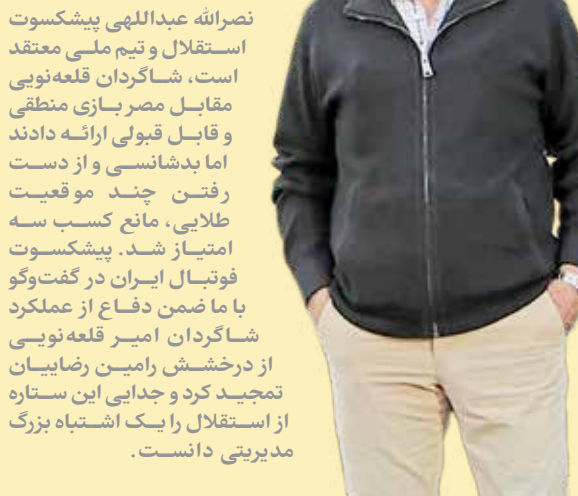 نصرالله عبداللهی پیشکسوت
استقلال و تیم ملی معتقد
است، شاگردان قلعه‌نویی
مقابل مصر بازی منطقی
و قابل قبولی ارائه دادند
اما بدشانسی و از دست
رفتن چند موقعیت
طلایی، مانع کسب سه
امتیاز شد. پیشکسوت
فوتبال ایران در گفت‌وگو
با ما ضمن دفاع از عملکرد
شاگردان امیر قلعه‌نویی
از درخشش رامین رضاییان
تمجید کرد و جدایی این ستاره
از استقلال را یک اشتباه بزرگ
مدیریتی دانست.